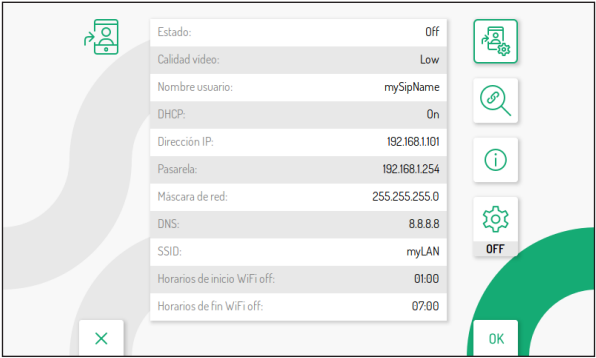 Estado: Off
Calidad video: Low
Nombre usuario: mySipName
DHCP: On
Dirección IP: 192.168.1.101
Pasarela: 192.168.1.254
Máscara de red: 255.255.255.0
DNS: 8.8.8.8
SSID: myLAN
Horarios de inicio WiFi off: 01:00
Horarios de fin WiFi off: 07:00
OFF
OK